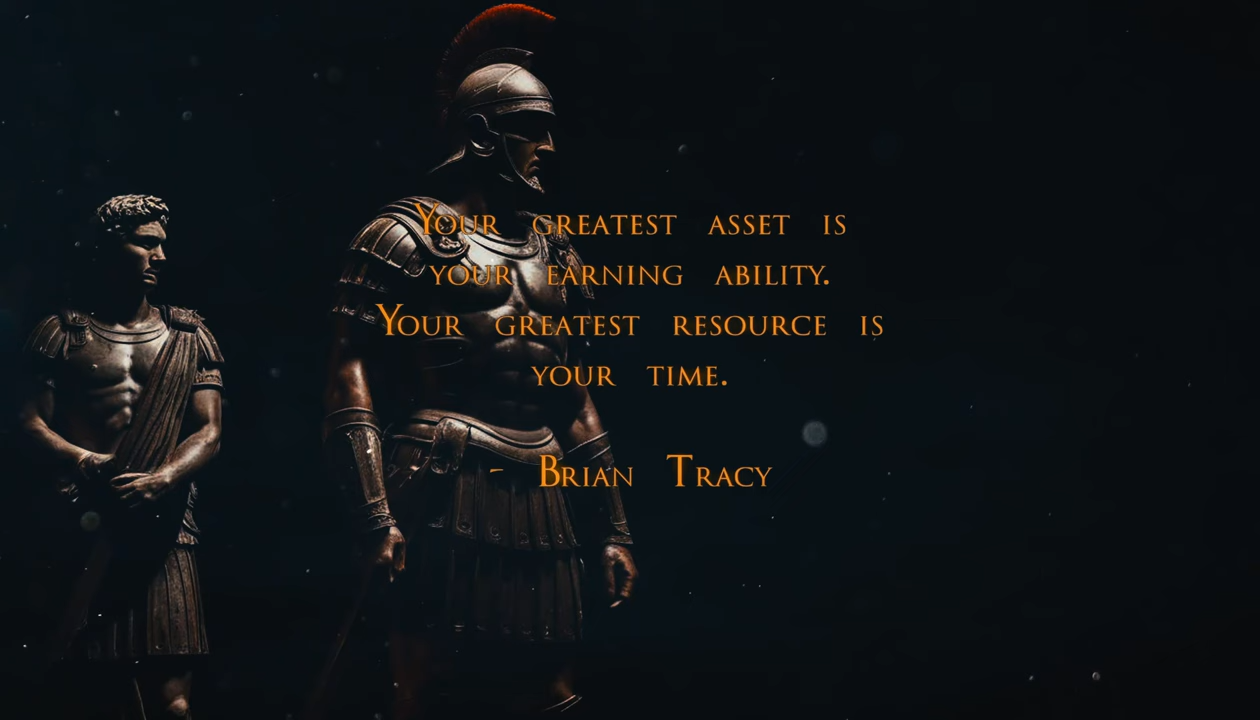 Your greatest asset is
your earning ability.
Your greatest resource is
your time.
- Brian Tracy